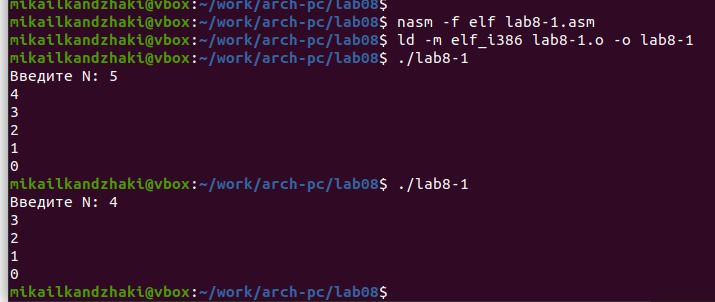 mikailkandzhaki@vbox:~/work/arch-pc/lab08$
mikailkandzhaki@vbox:~/work/arch-pc/lab08$ nasm -f elf lab8-1.asm
mikailkandzhaki@vbox:~/work/arch-pc/lab08$ ld -m elf_i386 lab8-1.o -o lab8-1
mikailkandzhaki@vbox:~/work/arch-pc/lab08$ ./lab8-1
Введите N: 5
4
3
2
1
0
mikailkandzhaki@vbox:~/work/arch-pc/lab08$ ./lab8-1
Введите N: 4
3
2
1
0
mikailkandzhaki@vbox:~/work/arch-pc/lab08$